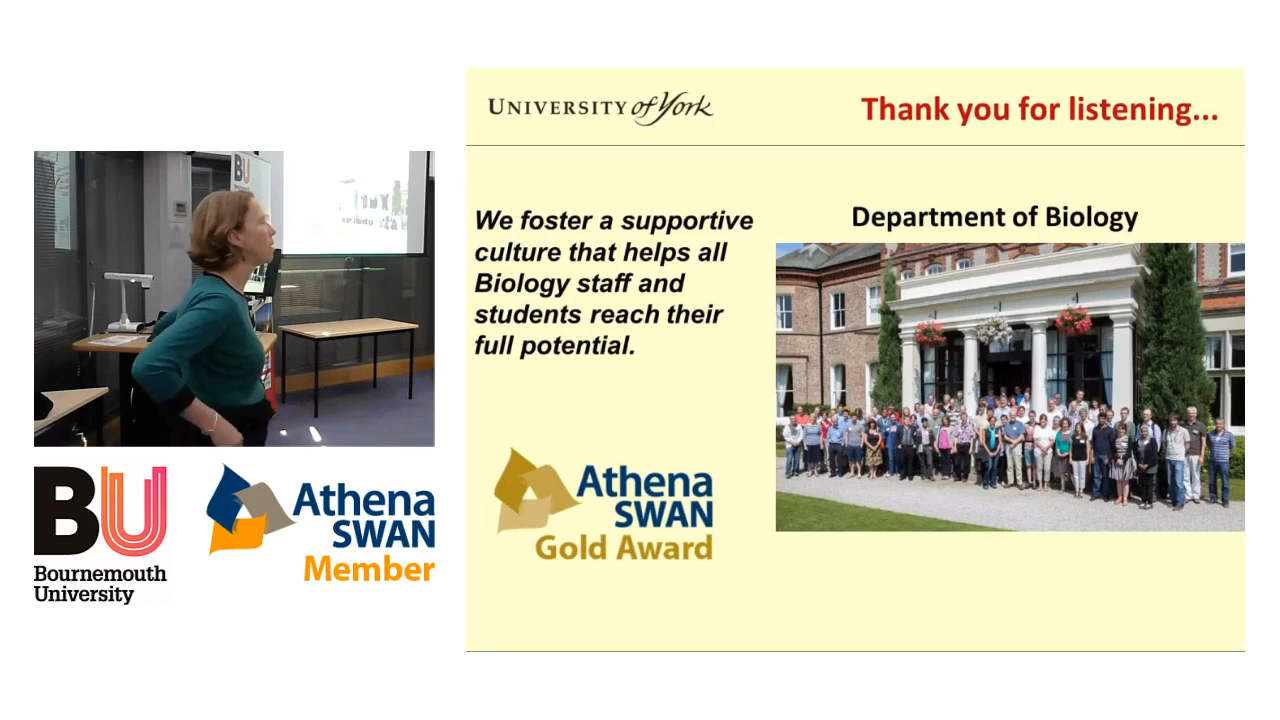 BU
BU
Bournemouth
University
Athena
SWAN
Member
UNIVERSITY of York
Thank you for listening...
We foster a supportive
culture that helps all
Biology staff and
students reach their
full potential.
Department of Biology
Athena
SWAN
Gold Award